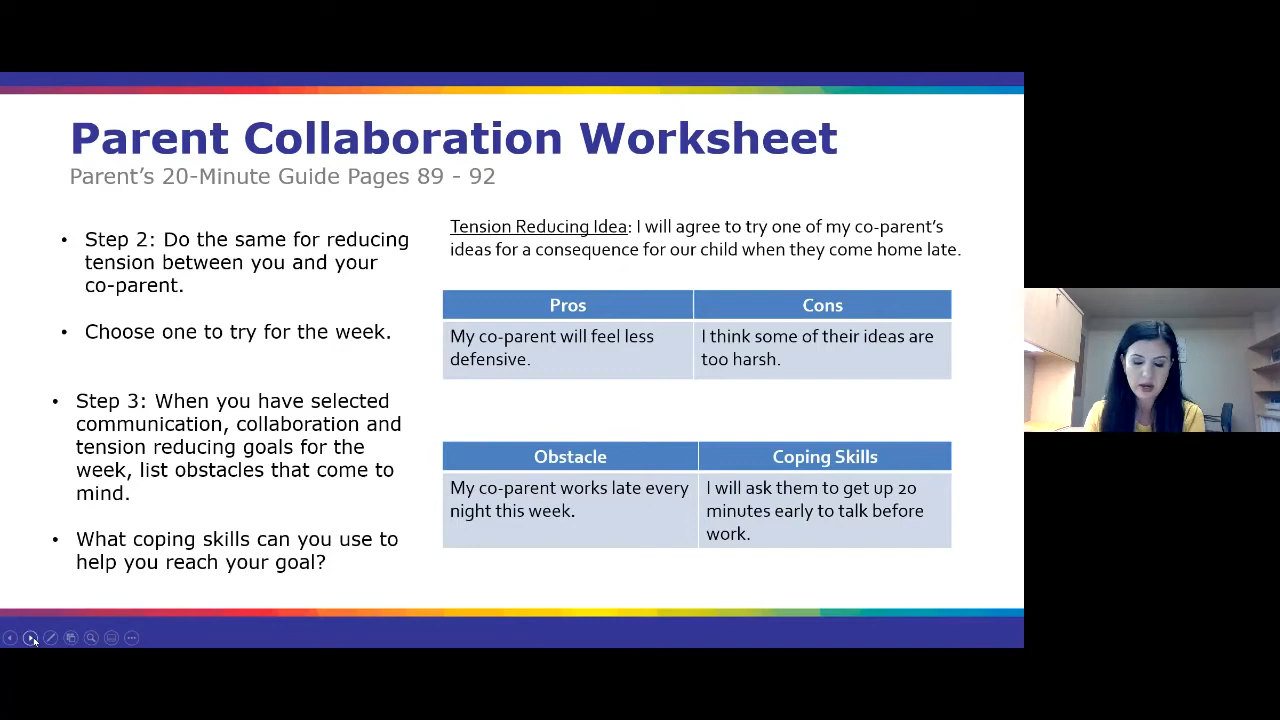 Parent Collaboration Worksheet
Parent's 20-Minute Guide Pages 89 - 92
• Step 2: Do the same for reducing
tension between you and your
co-parent.
• Choose one to try for the week.
• Step 3: When you have selected
communication, collaboration and
tension reducing goals for the
week, list obstacles that come to
mind.
• What coping skills can you use to
help you reach your goal?
Tension Reducing Idea: I will agree to try one of my co-parent's
ideas for a consequence for our child when they come home late.
Pros Cons
My co-parent will feel less I think some of their ideas are
defensive. too harsh.
Obstacle Coping Skills
My co-parent works late every I will ask them to get up 20
night this week. minutes early to talk before
work.